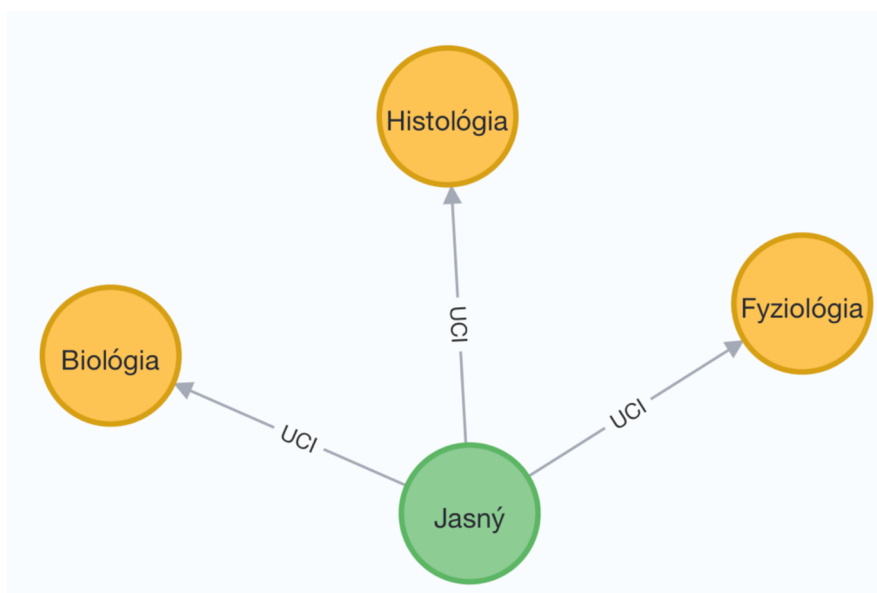 Histológia
Fyziológia
UCI
Biológia
UCI
UCI
Jasný